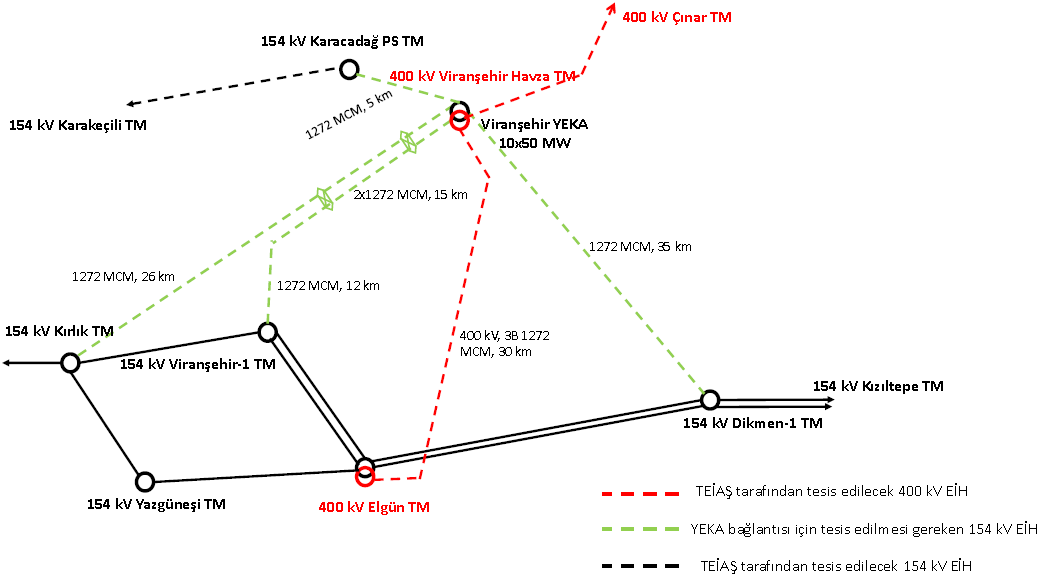 400 kV Çınar TM
154 kV Karacadağ PS TM
400 kV Viranşehir Havza TM
154 kV Karakeçili TM
1272 MCM, 5 km
Viranşehir YEKA
10x50 MW
2x1272 MCM, 15 km
1272 MCM, 35 km
1272 MCM, 26 km
1272 MCM, 12 km
154 kV Kırlık TM
154 kV Viranşehir-1 TM
400 kV, 3B 1272
MCM, 30 km
154 kV Kızıltepe TM
154 kV Dikmen-1 TM
154 kV Yazgüneşi TM
400 kV Elgün TM
TEİAŞ tarafından tesis edilecek 400 kV EİH
YEKA bağlantısı için tesis edilmesi gereken 154 kV EİH
TEİAŞ tarafından tesis edilecek 154 kV EİH